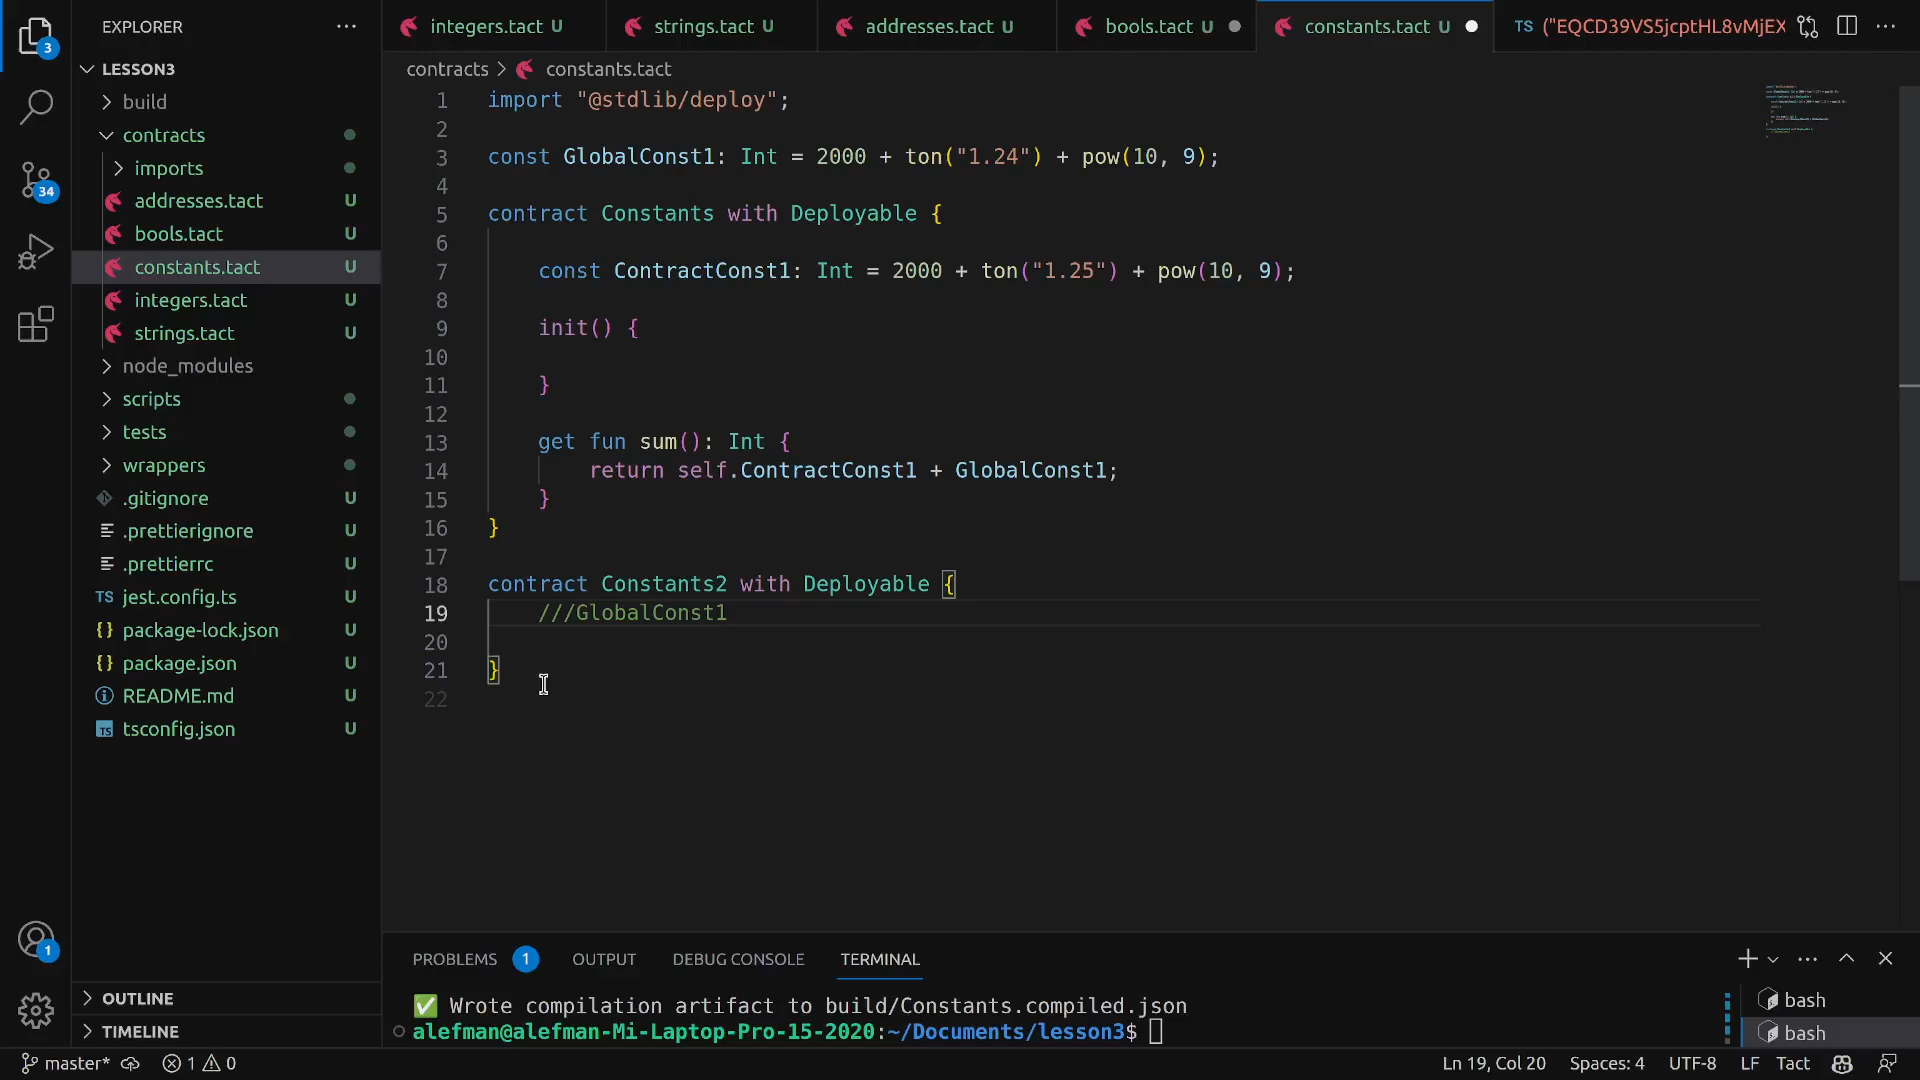 EXPLORER
LESSON3
build
contracts
imports
addresses.tact U
bools.tact U
constants.tact U
integers.tact U
strings.tact U
node_modules
scripts
tests
wrappers
.gitignore U
.prettierignore U
.prettierrc U
TS jest.config.ts U
{} package-lock.json U
{} package.json U
README.md U
TS tsconfig.json U
OUTLINE
TIMELINE
3
34
1
integers.tact U
strings.tact U
addresses.tact U
bools.tact U
constants.tact U
TS ("EQCD39VS5jcptHL8vMjEX
contracts > constants.tact
1 import "@stdlib/deploy";
2
3 const GlobalConst1: Int = 2000 + ton("1.24") + pow(10, 9);
4
5 contract Constants with Deployable {
6
7 const ContractConst1: Int = 2000 + ton("1.25") + pow(10, 9);
8
9 init() {
10
11 }
12
13 get fun sum(): Int {
14 return self.ContractConst1 + GlobalConst1;
15 }
16 }
17
18 contract Constants2 with Deployable {
19 ///GlobalConst1
20
21 }
22
PROBLEMS 1 OUTPUT DEBUG CONSOLE TERMINAL
✅ Wrote compilation artifact to build/Constants.compiled.json
alefman@alefman-Mi-Laptop-Pro-15-2020:~/Documents/lesson3$
bash
bash
master* 1 0 Ln 19, Col 20 Spaces: 4 UTF-8 LF Tact